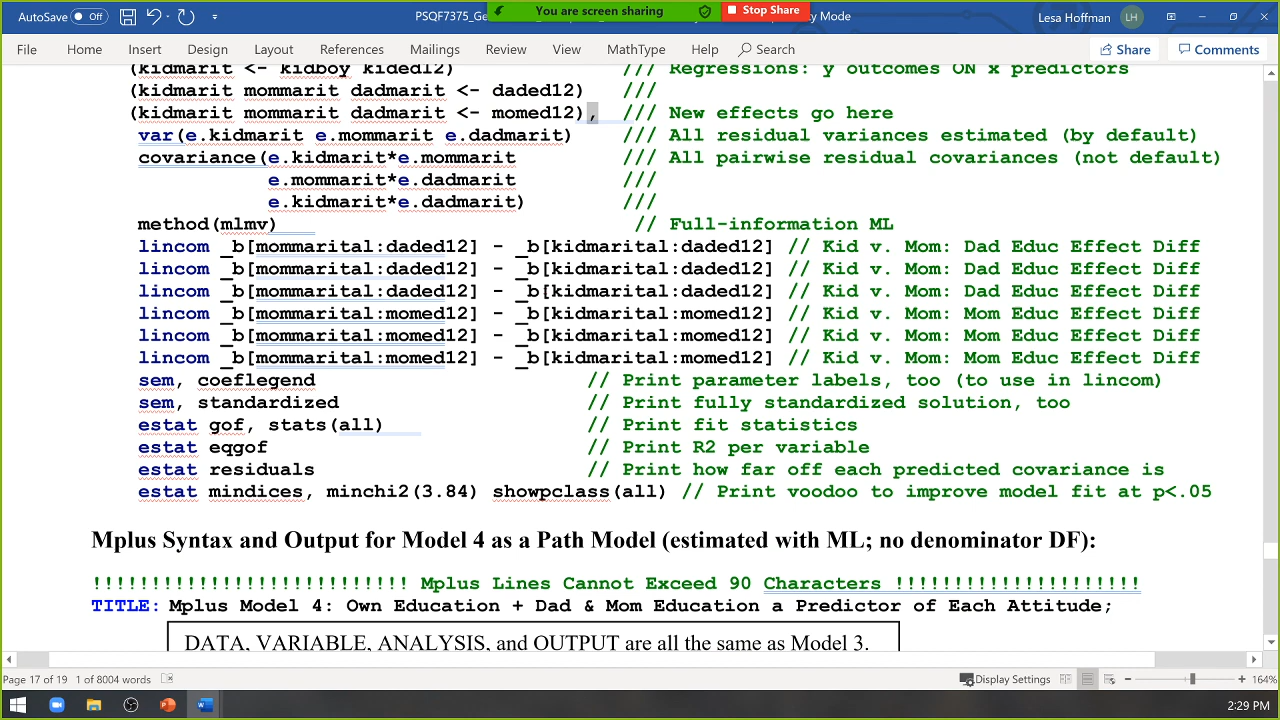 AutoSave Off PSQF7375_Ge You are screen sharing Stop Share y Mode Lesa Hoffman LH
File Home Insert Design Layout References Mailings Review View MathType Help Search Share Comments
(kidmarit <- kidboy kided12) /// Regressions: y outcomes ON x predictors
(kidmarit mommarit dadmarit <- daded12) ///
(kidmarit mommarit dadmarit <- momed12), /// New effects go here
var(e.kidmarit e.mommarit e.dadmarit) /// All residual variances estimated (by default)
covariance(e.kidmarit*e.mommarit /// All pairwise residual covariances (not default)
e.mommarit*e.dadmarit ///
e.kidmarit*e.dadmarit) ///
method(mlmv) // Full-information ML
lincom _b[mommarital:daded12] - _b[kidmarital:daded12] // Kid v. Mom: Dad Educ Effect Diff
lincom _b[mommarital:daded12] - _b[kidmarital:daded12] // Kid v. Mom: Dad Educ Effect Diff
lincom _b[mommarital:daded12] - _b[kidmarital:daded12] // Kid v. Mom: Dad Educ Effect Diff
lincom _b[mommarital:momed12] - _b[kidmarital:momed12] // Kid v. Mom: Mom Educ Effect Diff
lincom _b[mommarital:momed12] - _b[kidmarital:momed12] // Kid v. Mom: Mom Educ Effect Diff
lincom _b[mommarital:momed12] - _b[kidmarital:momed12] // Kid v. Mom: Mom Educ Effect Diff
sem, coeflegend // Print parameter labels, too (to use in lincom)
sem, standardized // Print fully standardized solution, too
estat gof, stats(all) // Print fit statistics
estat eqgof // Print R2 per variable
estat residuals // Print how far off each predicted covariance is
estat mindices, minchi2(3.84) showpclass(all) // Print voodoo to improve model fit at p<.05
Mplus Syntax and Output for Model 4 as a Path Model (estimated with ML; no denominator DF):
!!!!!!!!!!!!!!!!!!!!!!!!!!! Mplus Lines Cannot Exceed 90 Characters !!!!!!!!!!!!!!!!!!!!!
TITLE: Mplus Model 4: Own Education + Dad & Mom Education a Predictor of Each Attitude;
DATA, VARIABLE, ANALYSIS, and OUTPUT are all the same as Model 3.
Page 17 of 19 1 of 8004 words Display Settings 164%
2:29 PM